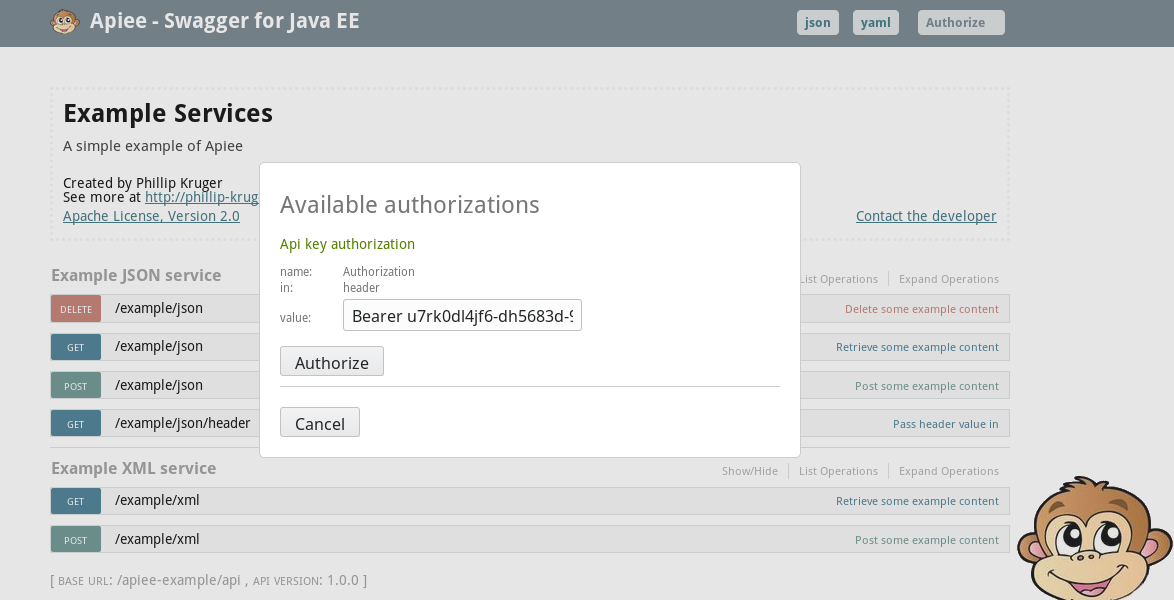 Apiee - Swagger for Java EE
json
yaml
Authorize
Example Services
A simple example of Apiee
Created by Phillip Kruger
See more at http://phillip-krug
Apache License, Version 2.0
Contact the developer
Available authorizations
Api key authorization
name: Authorization
in: header
value: Bearer u7rk0dl4jf6-dh5683d-9
Authorize
Cancel
Example JSON service
List Operations
Expand Operations
DELETE /example/json Delete some example content
GET /example/json Retrieve some example content
POST /example/json Post some example content
GET /example/json/header Pass header value in
Example XML service
Show/Hide
List Operations
Expand Operations
GET /example/xml Retrieve some example content
POST /example/xml Post some example content
[ BASE URL: /apiee-example/api , API VERSION: 1.0.0 ]